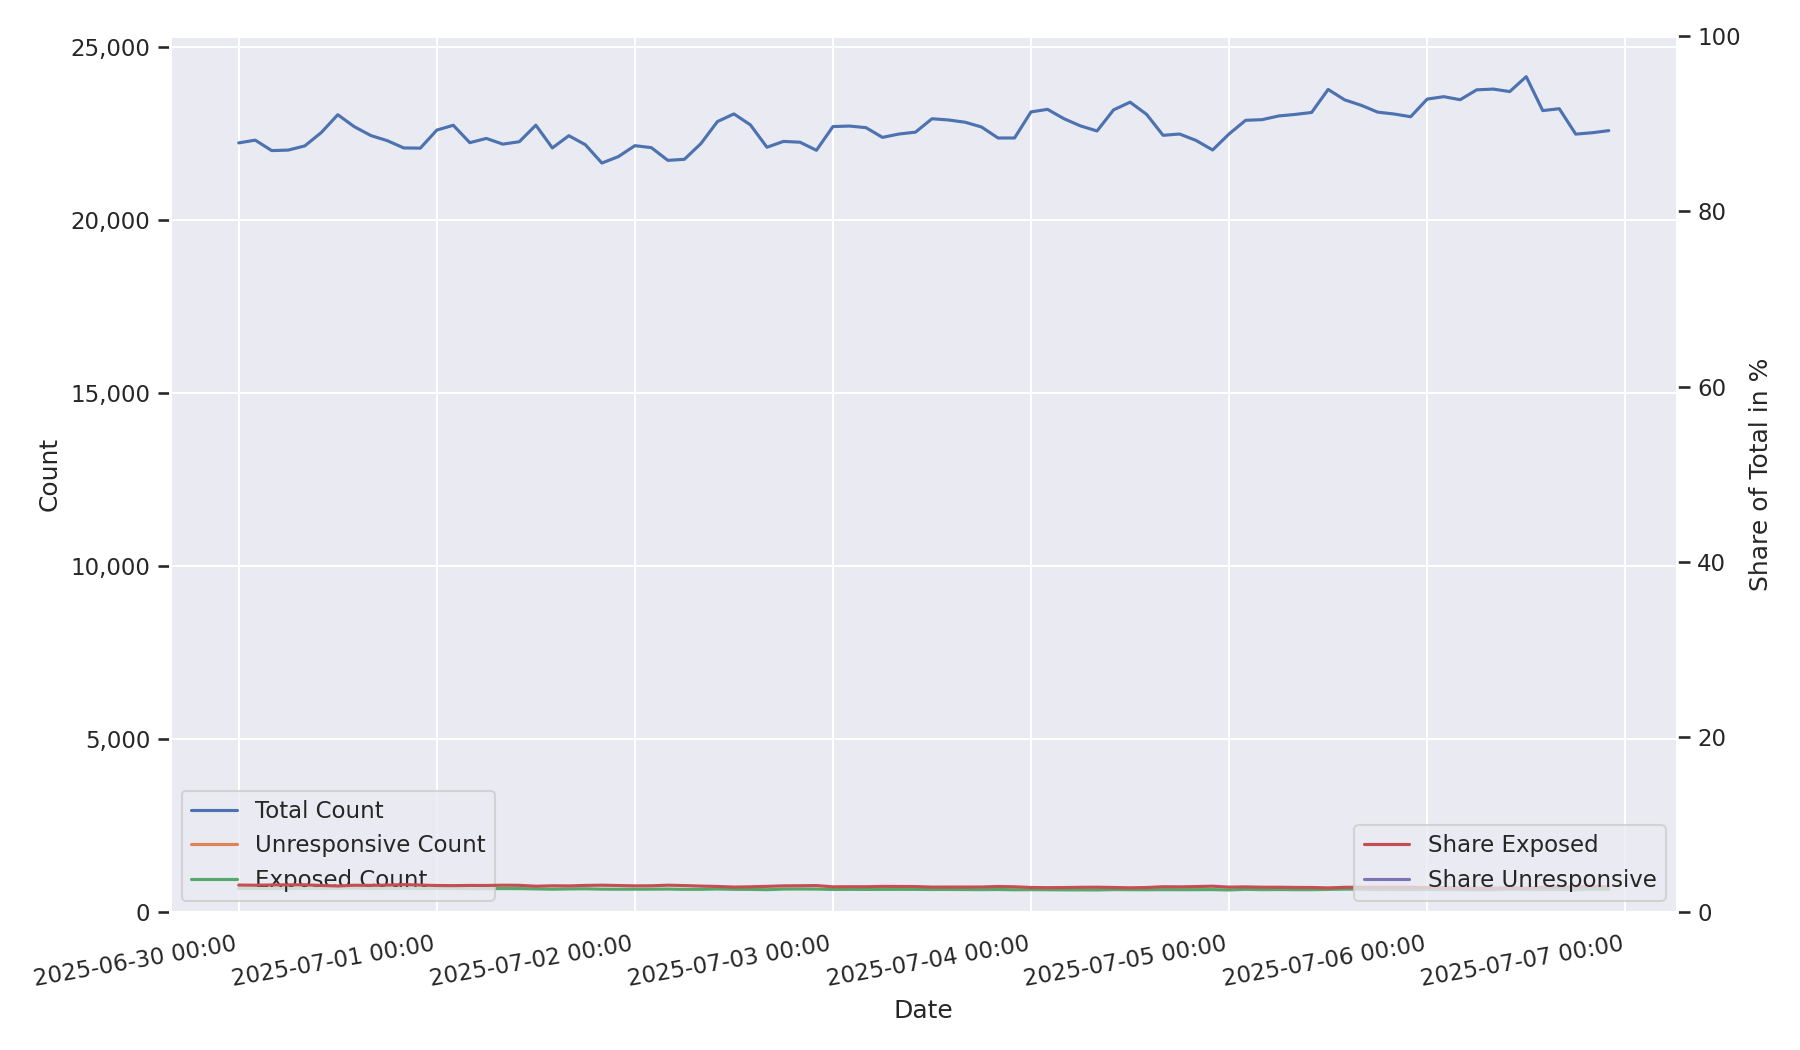 25,000
20,000
15,000
10,000
5,000
0
Count
100
80
60
40
20
0
Share of Total in %
Total Count
Unresponsive Count
Exposed Count
Share Exposed
Share Unresponsive
2025-06-30 00:00
2025-07-01 00:00
2025-07-02 00:00
2025-07-03 00:00
2025-07-04 00:00
2025-07-05 00:00
2025-07-06 00:00
2025-07-07 00:00
Date